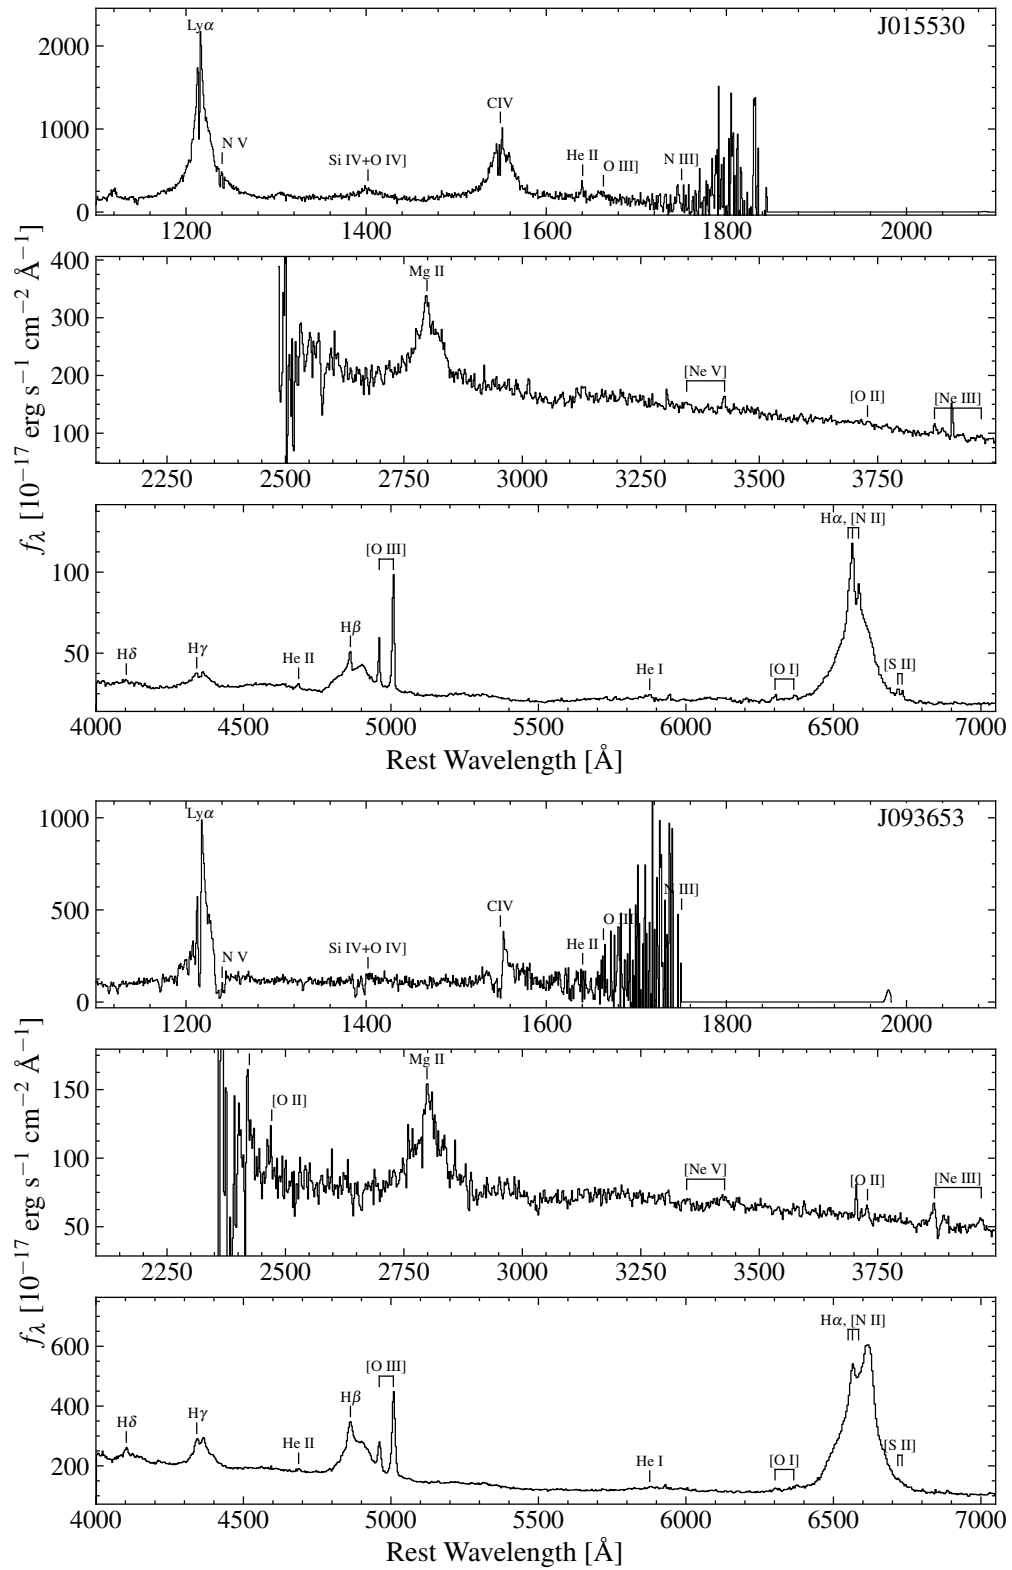 J015530
Lyα
N V
Si IV+O IV]
CIV
He II
O III]
N III]
2000
1000
0
1200 1400 1600 1800 2000
Mg II
[Ne V]
[O II]
[Ne III]
400
300
200
100
2250 2500 2750 3000 3250 3500 3750
fλ [10−17 erg s−1 cm−2 Å−1]
Hδ
Hγ
He II
Hβ
[O III]
He I
[O I]
Hα, [N II]
[S II]
100
50
4000 4500 5000 5500 6000 6500 7000
Rest Wavelength [Å]
J093653
Lyα
N V
Si IV+O IV]
CIV
He II
O III]
N III]
1000
500
0
1200 1400 1600 1800 2000
[O II]
Mg II
[Ne V]
[O II]
[Ne III]
150
100
50
2250 2500 2750 3000 3250 3500 3750
fλ [10−17 erg s−1 cm−2 Å−1]
Hδ
Hγ
He II
Hβ
[O III]
He I
[O I]
Hα, [N II]
[S II]
600
400
200
4000 4500 5000 5500 6000 6500 7000
Rest Wavelength [Å]